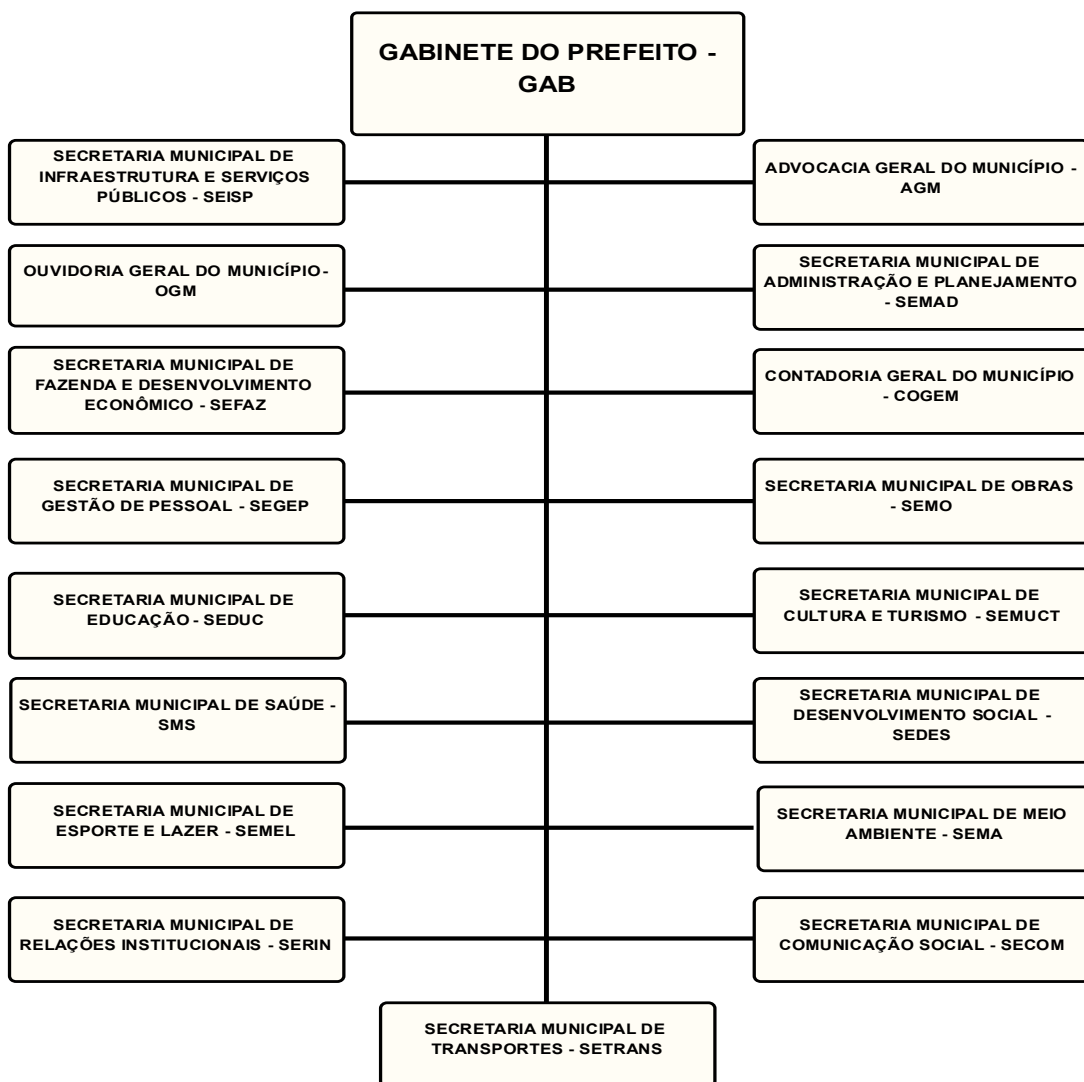 GABINETE DO PREFEITO -
GAB
SECRETARIA MUNICIPAL DE
INFRAESTRUTURA E SERVIÇOS
PÚBLICOS - SEISP
ADVOCACIA GERAL DO MUNICÍPIO -
AGM
OUVIDORIA GERAL DO MUNICÍPIO-
OGM
SECRETARIA MUNICIPAL DE
ADMINISTRAÇÃO E PLANEJAMENTO
- SEMAD
SECRETARIA MUNICIPAL DE
FAZENDA E DESENVOLVIMENTO
ECONÔMICO - SEFAZ
CONTADORIA GERAL DO MUNICÍPIO
- COGEM
SECRETARIA MUNICIPAL DE
GESTÃO DE PESSOAL - SEGEP
SECRETARIA MUNICIPAL DE OBRAS
- SEMO
SECRETARIA MUNICIPAL DE
EDUCAÇÃO - SEDUC
SECRETARIA MUNICIPAL DE
CULTURA E TURISMO - SEMUCT
SECRETARIA MUNICIPAL DE SAÚDE -
SMS
SECRETARIA MUNICIPAL DE
DESENVOLVIMENTO SOCIAL -
SEDES
SECRETARIA MUNICIPAL DE
ESPORTE E LAZER - SEMEL
SECRETARIA MUNICIPAL DE MEIO
AMBIENTE - SEMA
SECRETARIA MUNICIPAL DE
RELAÇÕES INSTITUCIONAIS - SERIN
SECRETARIA MUNICIPAL DE
COMUNICAÇÃO SOCIAL - SECOM
SECRETARIA MUNICIPAL DE
TRANSPORTES - SETRANS